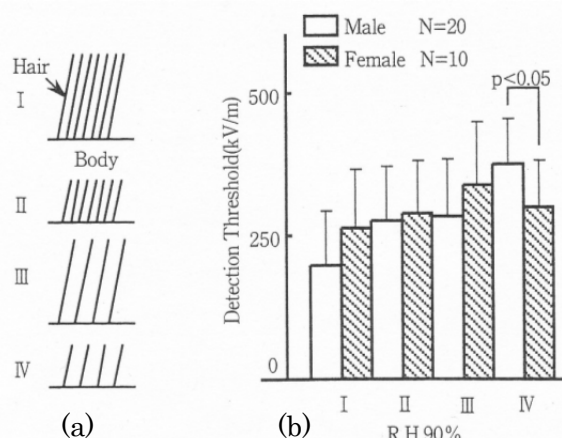 Hair
I
Body
II
III
IV
(a)
Male N=20
Female N=10
p<0.05
500
250
0
Detection Threshold(kV/m)
I II III IV
R.H.90%
(b)